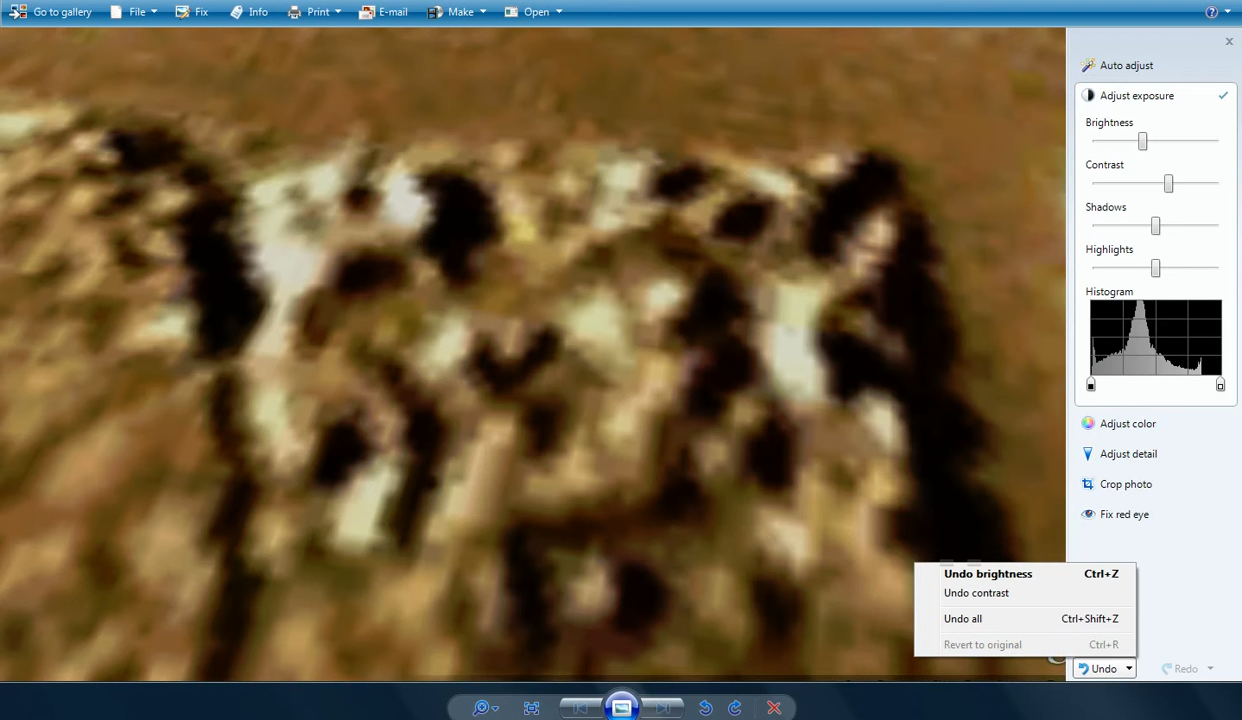 Go to gallery File Fix Info Print E-mail Make Open
Auto adjust
Adjust exposure
Brightness
Contrast
Shadows
Highlights
Histogram
Adjust color
Adjust detail
Crop photo
Fix red eye
Undo brightness Ctrl+Z
Undo contrast
Undo all Ctrl+Shift+Z
Revert to original Ctrl+R
Undo Redo